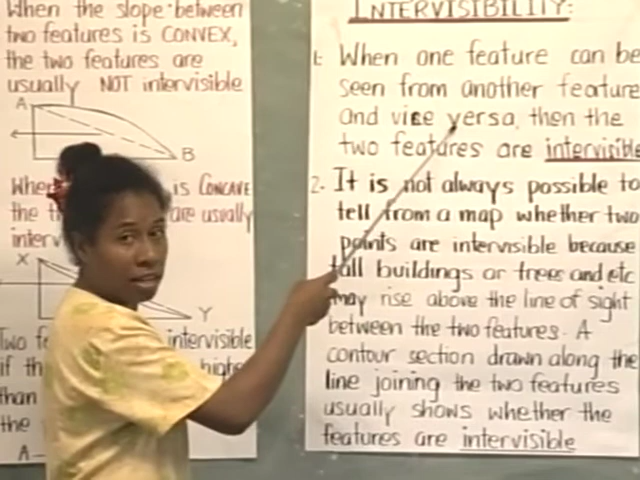 When the slope between
two features is CONVEX,
the two features are
usually NOT intervisible
A
B
is CONCAVE
the are usually
X
Y
Two intervisible
if
than
the
A
INTERVISIBILITY:
1. When one feature can be
seen from another feature
and vice versa, then the
two features are intervisible
2. It is not always possible to
tell from a map whether two
points are intervisible because
tall buildings or trees and etc
may rise above the line of sight
between the two features. A
contour section drawn along the
line joining the two features
usually shows whether the
features are intervisible